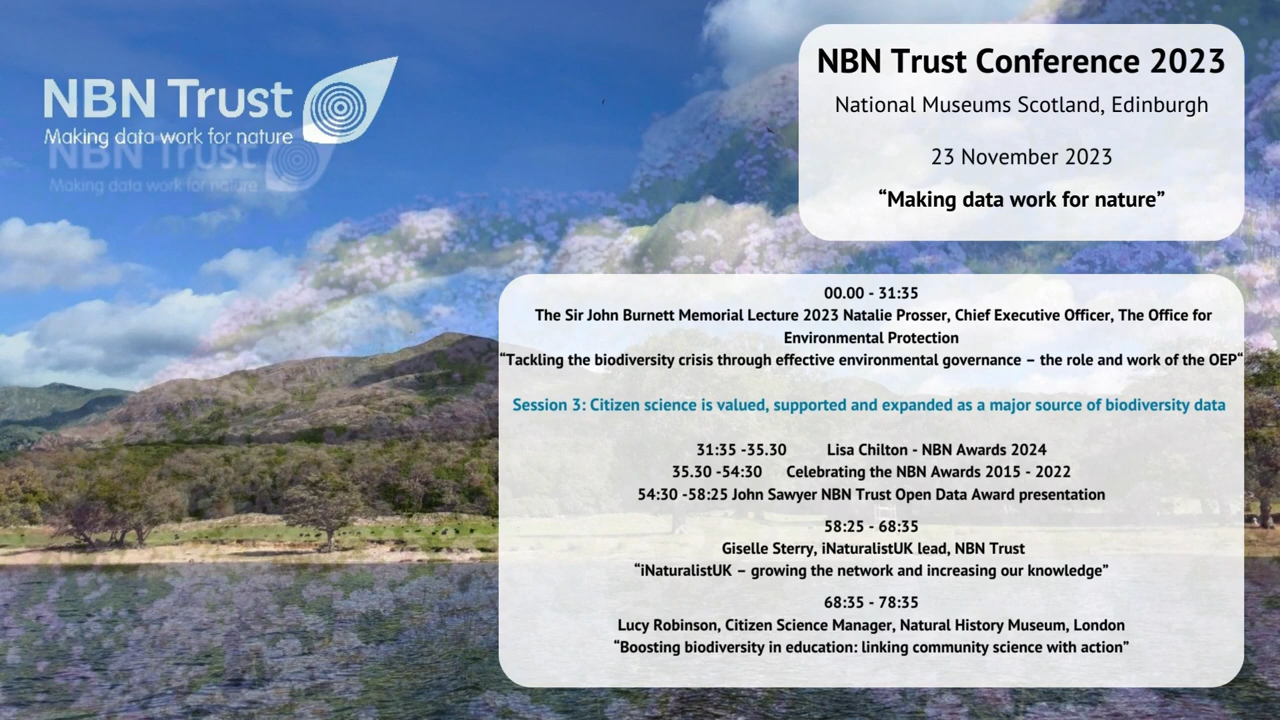 NBN Trust
Making data work for nature
NBN Trust
Making data work for nature
NBN Trust Conference 2023
National Museums Scotland, Edinburgh
23 November 2023
“Making data work for nature”
00.00 - 31:35
The Sir John Burnett Memorial Lecture 2023 Natalie Prosser, Chief Executive Officer, The Office for
Environmental Protection
“Tackling the biodiversity crisis through effective environmental governance – the role and work of the OEP“
Session 3: Citizen science is valued, supported and expanded as a major source of biodiversity data
31:35 -35.30 Lisa Chilton - NBN Awards 2024
35.30 -54:30 Celebrating the NBN Awards 2015 - 2022
54:30 -58:25 John Sawyer NBN Trust Open Data Award presentation
58:25 - 68:35
Giselle Sterry, iNaturalistUK lead, NBN Trust
“iNaturalistUK – growing the network and increasing our knowledge”
68:35 - 78:35
Lucy Robinson, Citizen Science Manager, Natural History Museum, London
“Boosting biodiversity in education: linking community science with action”